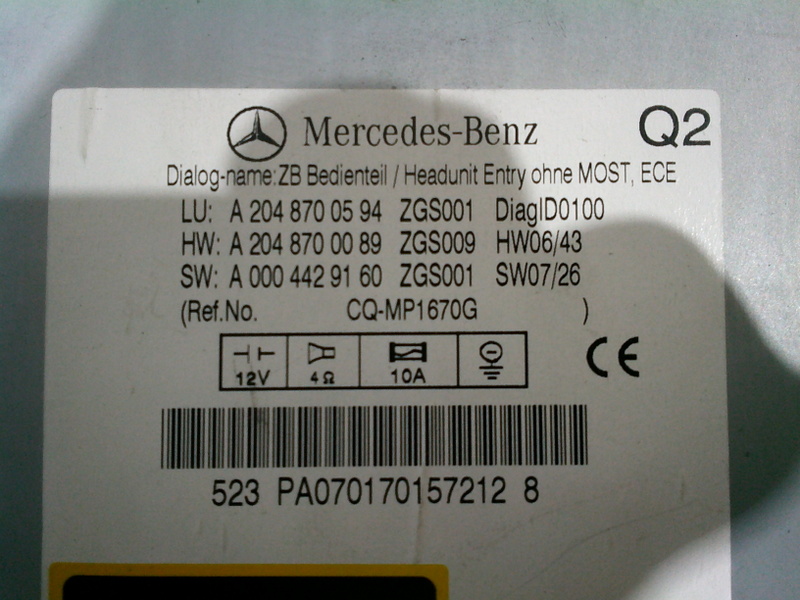 Mercedes-Benz Q2
Dialog-name:ZB Bedienteil / Headunit Entry ohne MOST, ECE
LU: A 204 870 05 94 ZGS001 DiagID0100
HW: A 204 870 00 89 ZGS009 HW06/43
SW: A 000 442 91 60 ZGS001 SW07/26
(Ref.No. CQ-MP1670G )
12V 4Ω 10A CE
523 PA070170157212 8